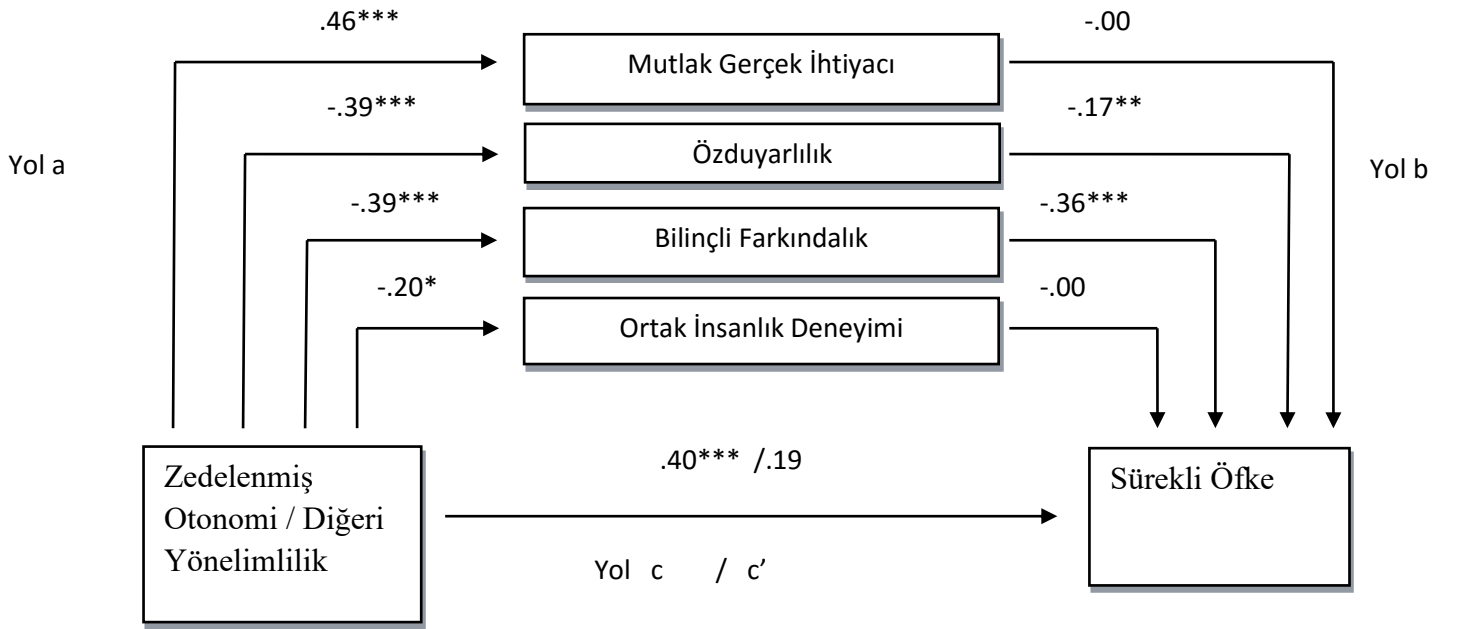 .46***
-.00
Mutlak Gerçek İhtiyacı
-.39***
-.17**
Yol a
Özduyarlılık
Yol b
-.39***
-.36***
Bilinçli Farkındalık
-.20*
-.00
Ortak İnsanlık Deneyimi
Zedelenmiş
Otonomi / Diğeri
Yönelimlilik
.40*** /.19
Yol c / c’
Sürekli Öfke